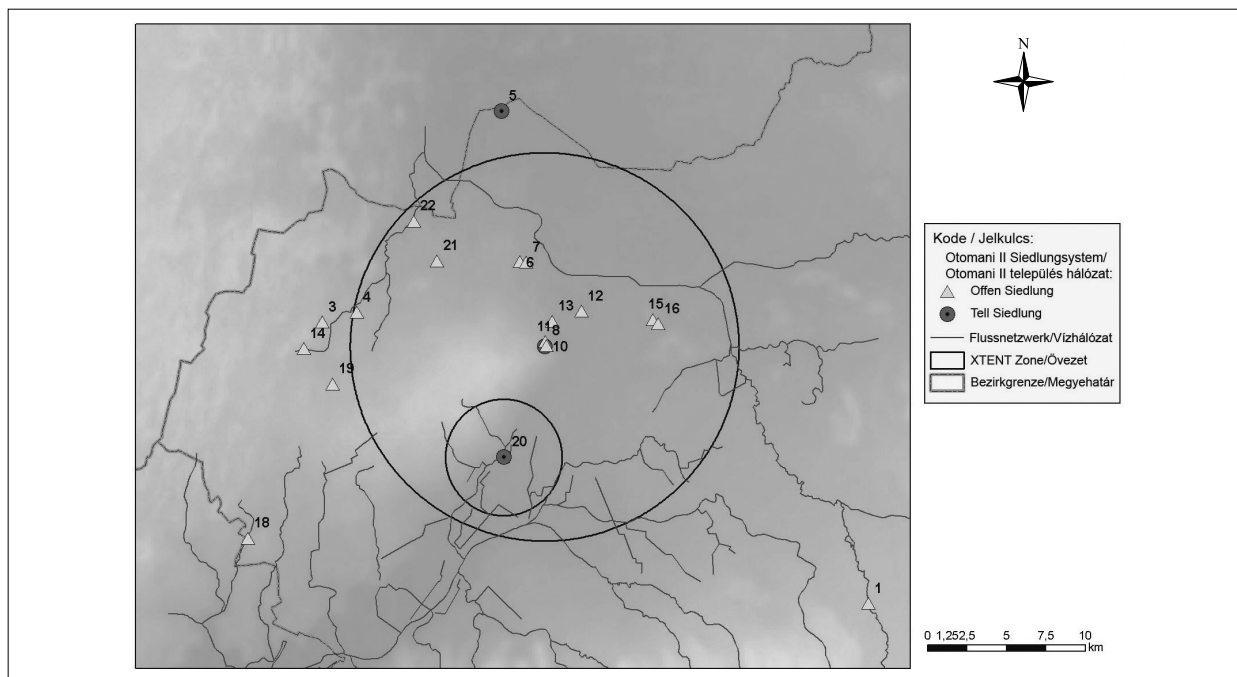 N
5
22
21
7
6
3
4
14
13
12
15
16
11
8
10
19
20
18
1
Kode / Jelkulcs:
Otomani II Siedlungsystem/
Otomani II település hálózat:
Offen Siedlung
Tell Siedlung
Flussnetzwerk/Vízhálózat
XTENT Zone/Övezet
Bezirkgrenze/Megyehatár
0 1,252,5 5 7,5 10
km